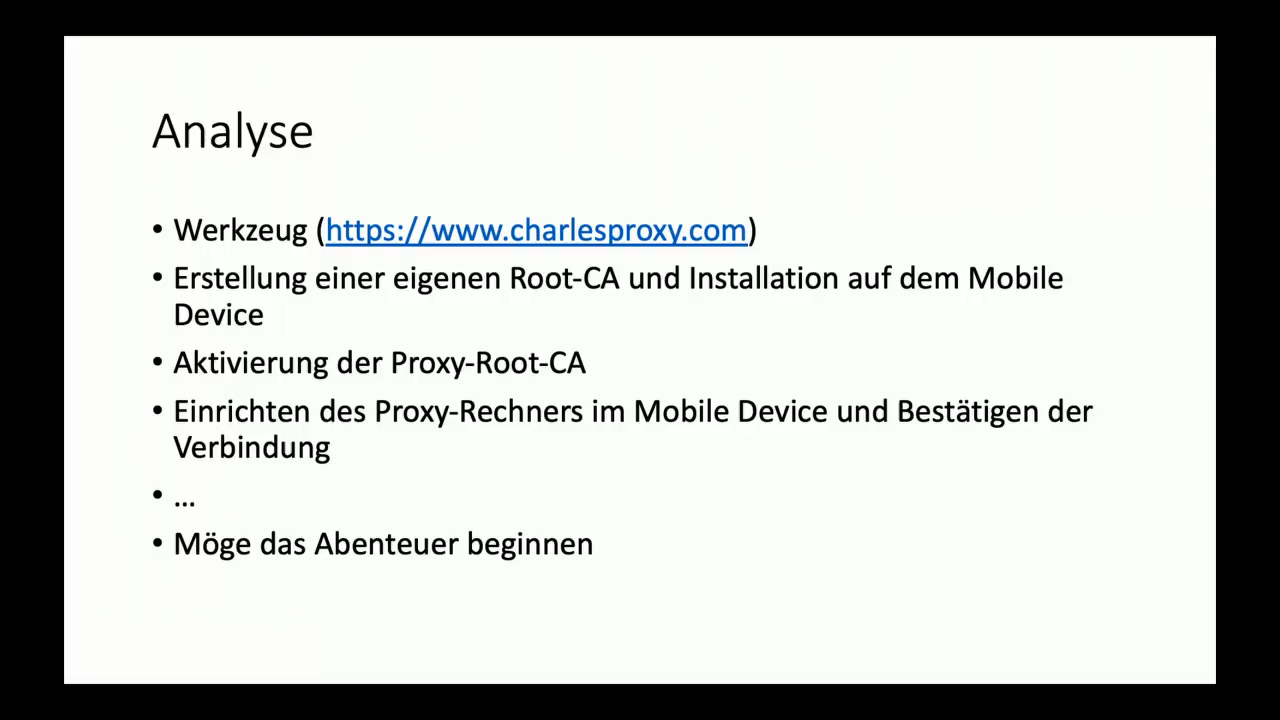 Analyse
• Werkzeug (https://www.charlesproxy.com)
• Erstellung einer eigenen Root-CA und Installation auf dem Mobile
Device
• Aktivierung der Proxy-Root-CA
• Einrichten des Proxy-Rechners im Mobile Device und Bestätigen der
Verbindung
• ...
• Möge das Abenteuer beginnen